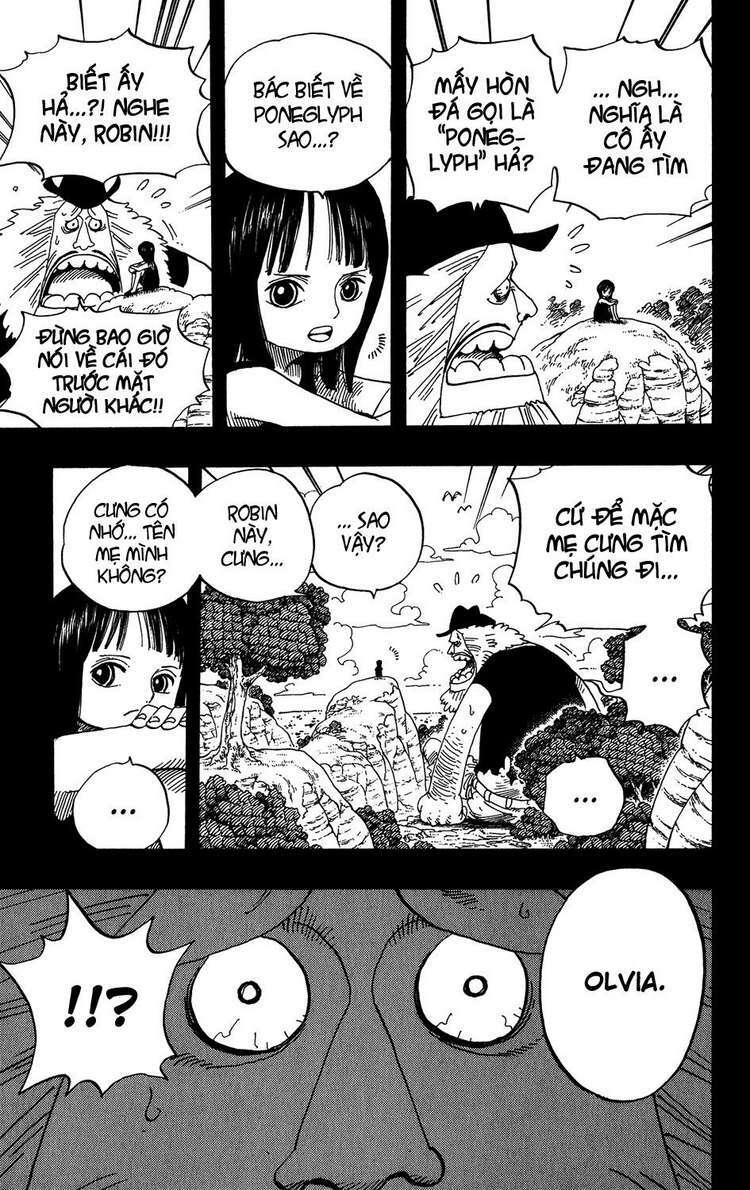 ... NGH...
NGHĨA LÀ
CÔ ẤY
ĐANG TÌM
MẤY HÒN
ĐÁ GỌI LÀ
"PONEG-
LYPH" HẢ?
BÁC BIẾT VỀ
PONEGLYPH
SAO...?
BIẾT ẤY
HẢ...?! NGHE
NÀY, ROBIN!!!
ĐỪNG BAO GIỜ
NÓI VỀ CÁI ĐÓ
TRƯỚC MẶT
NGƯỜI KHÁC!!
CỨ ĐỂ MẶC
MẸ CƯNG TÌM
CHÚNG ĐI...
...
... SAO
VẬY?
...
ROBIN
NÀY,
CƯNG...
CƯNG CÓ
NHỚ... TÊN
MẸ MÌNH
KHÔNG?
...
OLVIA.
!!?